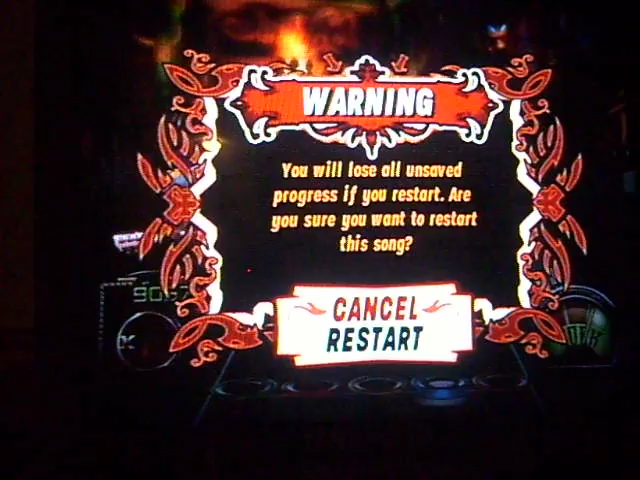 WARNING
You will lose all unsaved
progress if you restart. Are
you sure you want to restart
this song?
CANCEL
RESTART